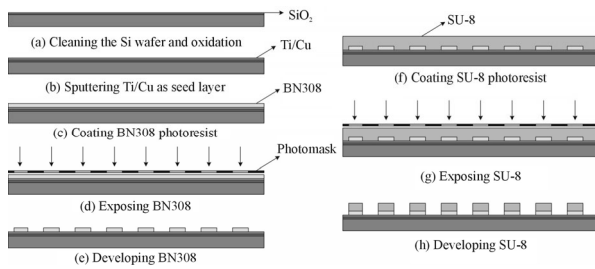 SiO₂
(a) Cleaning the Si wafer and oxidation
Ti/Cu
(b) Sputtering Ti/Cu as seed layer
BN308
(c) Coating BN308 photoresist
Photomask
(d) Exposing BN308
(e) Developing BN308
SU-8
(f) Coating SU-8 photoresist
(g) Exposing SU-8
(h) Developing SU-8